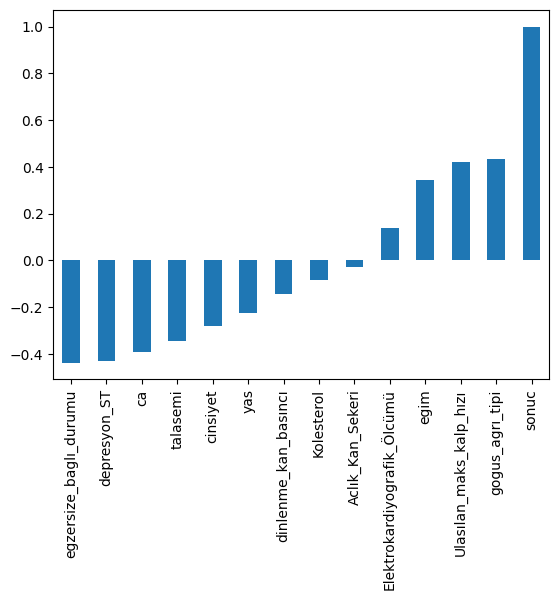 1.0
0.8
0.6
0.4
0.2
0.0
−0.2
−0.4
egzersize_baglı_durumu
depresyon_ST
ca
talasemi
cinsiyet
yas
dinlenme_kan_basıncı
Kolesterol
Aclık_Kan_Sekeri
Elektrokardiyografik_Ölcümü
egim
Ulasılan_maks_kalp_hızı
gogus_agrı_tipi
sonuc